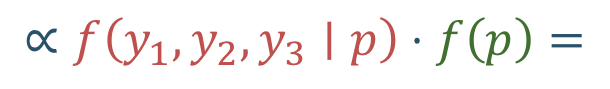 ∝ f(y₁, y₂, y₃ | p) · f(p) =